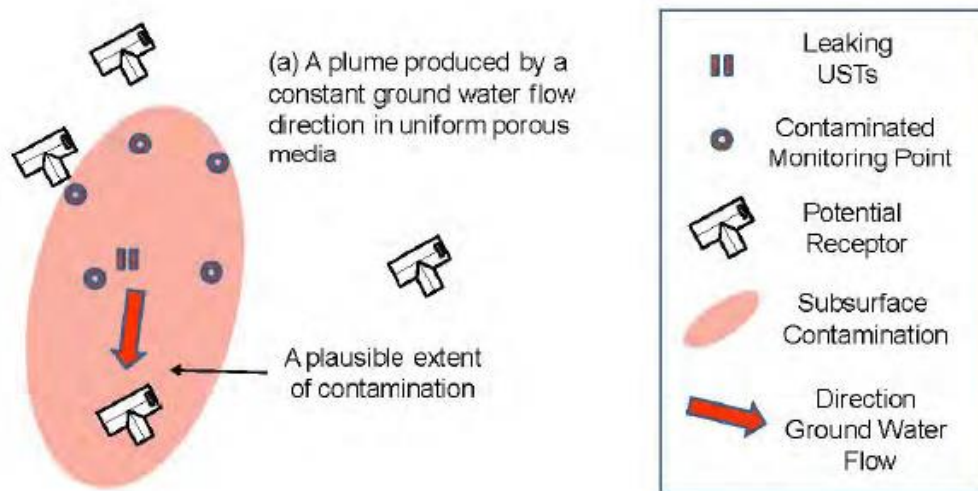 (a) A plume produced by a
constant ground water flow
direction in uniform porous
media
A plausible extent
of contamination
Leaking
USTs
Contaminated
Monitoring Point
Potential
Receptor
Subsurface
Contamination
Direction
Ground Water
Flow